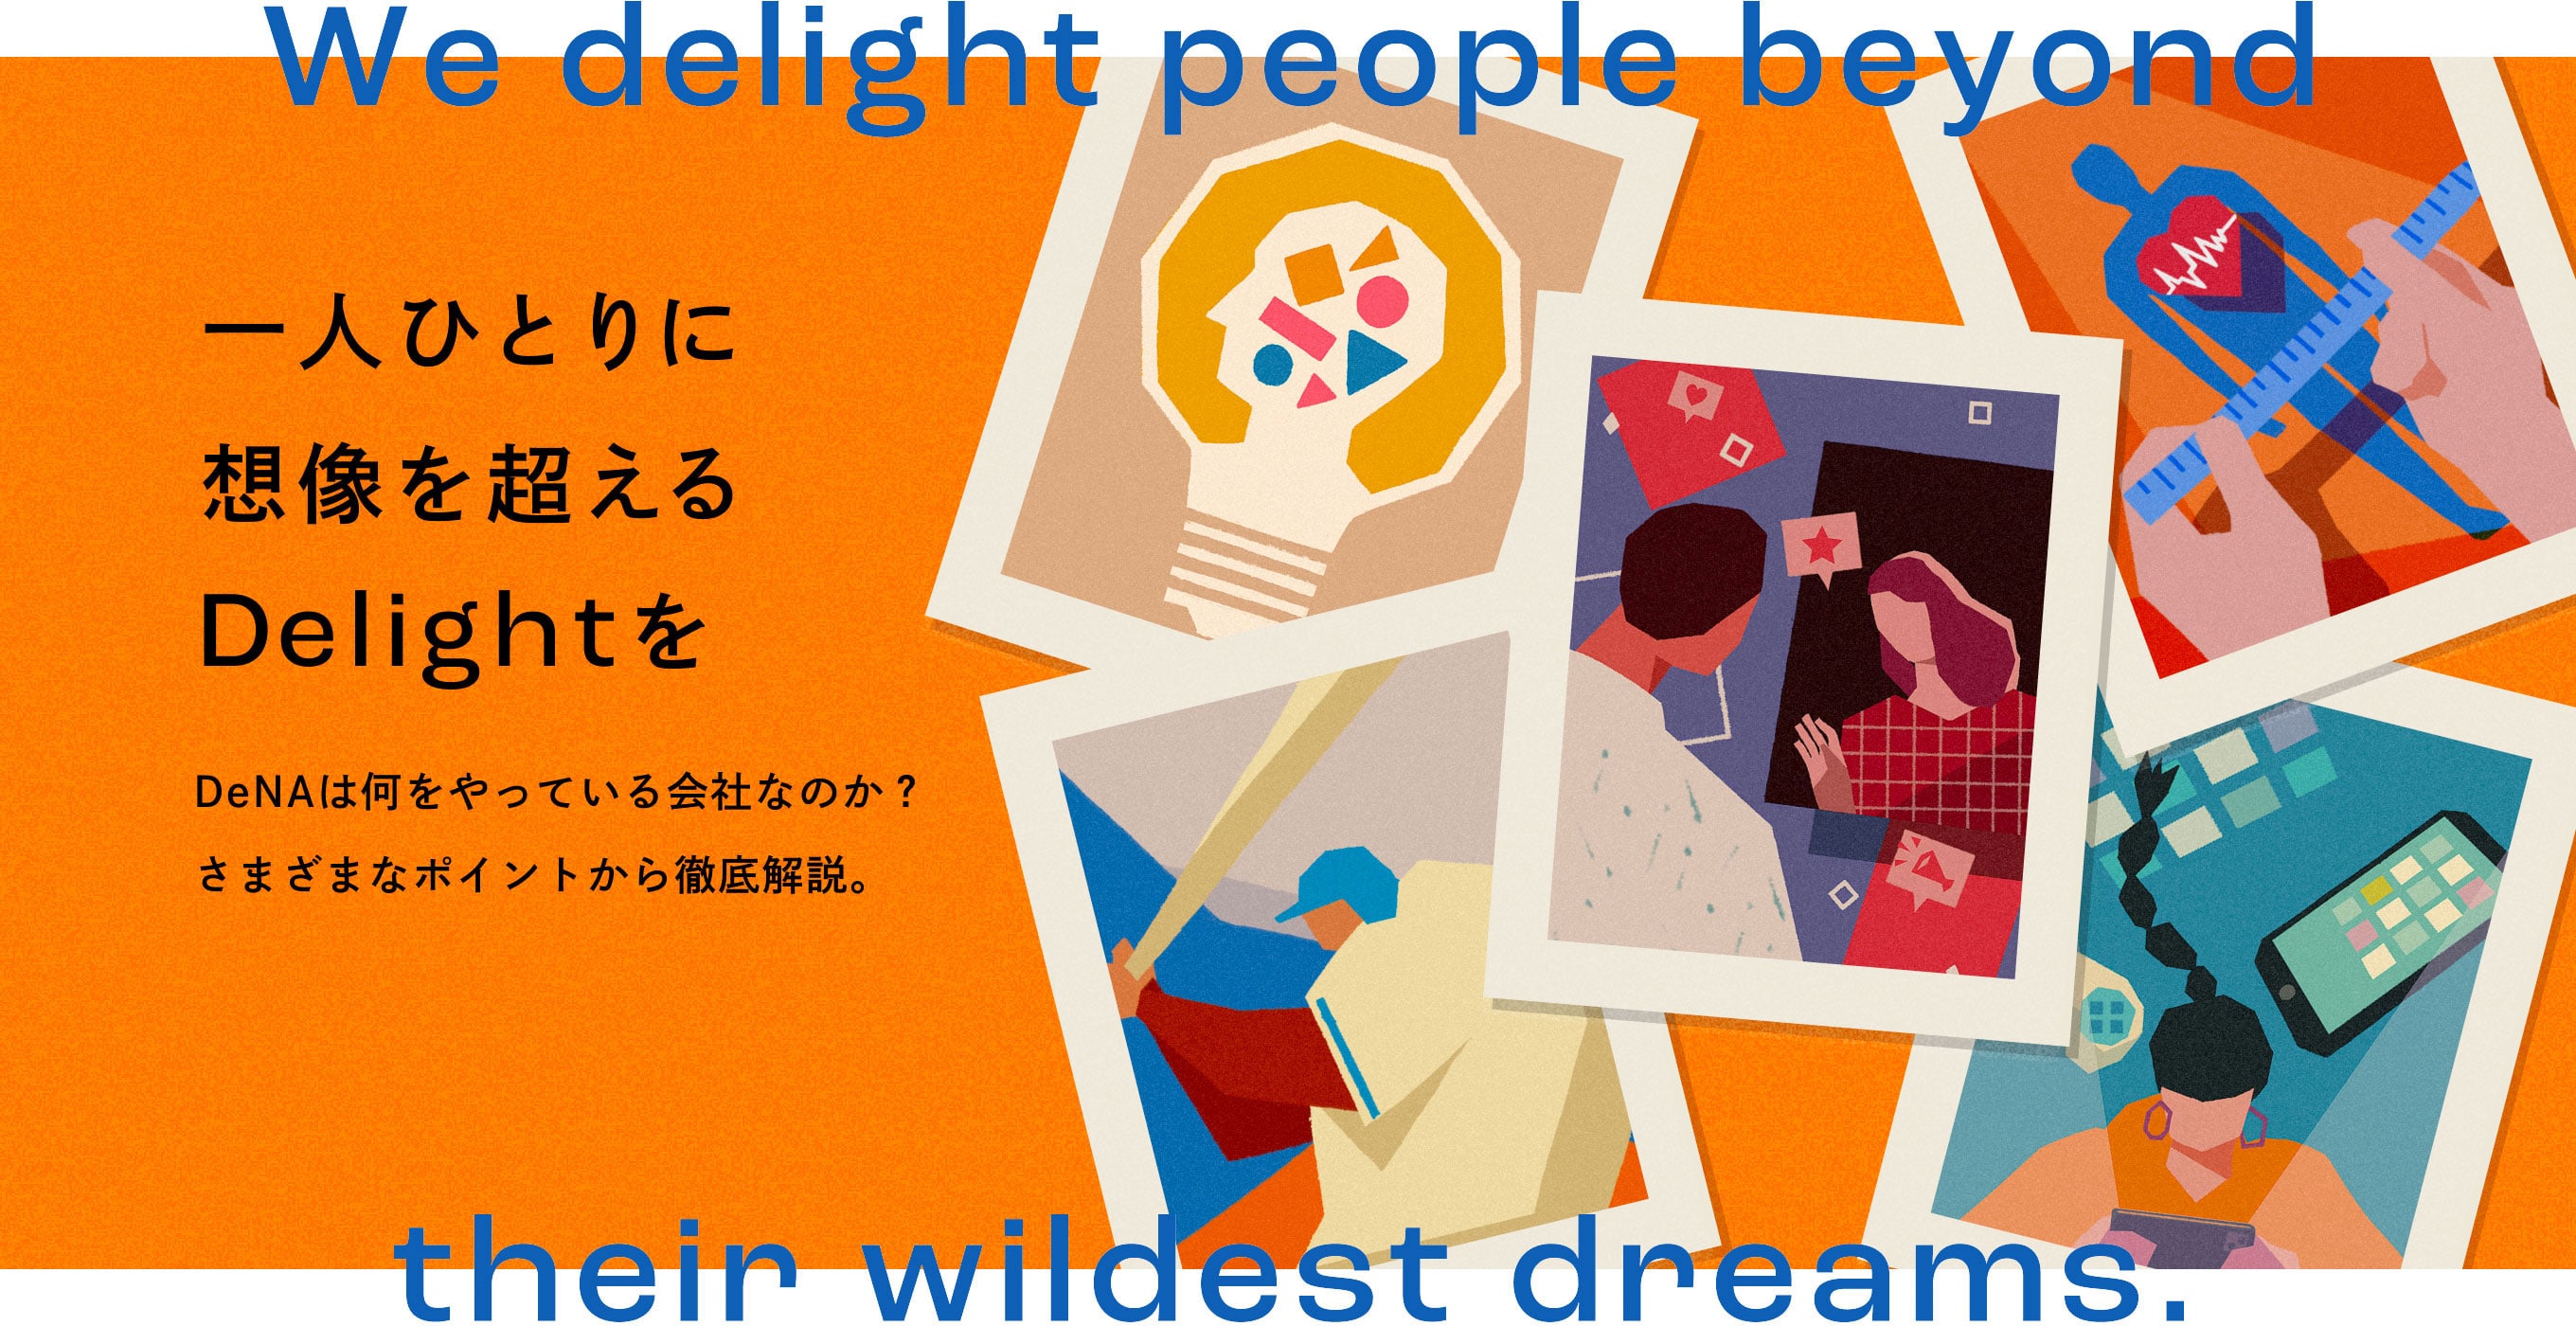 We delight people beyond
一人ひとりに
想像を超える
Delightを
DeNAは何をやっている会社なのか？
さまざまなポイントから徹底解説。
their wildest dreams.